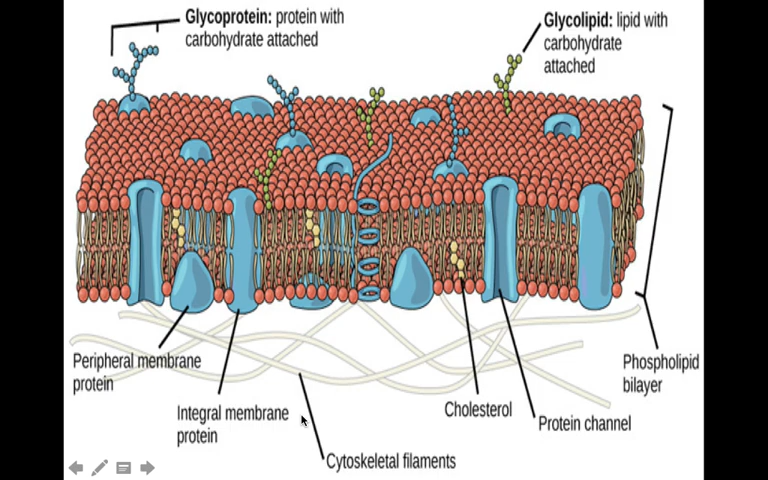 Glycoprotein: protein with
carbohydrate attached
Glycolipid: lipid with
carbohydrate
attached
Peripheral membrane
protein
Integral membrane
protein
Cytoskeletal filaments
Cholesterol
Protein channel
Phospholipid
bilayer